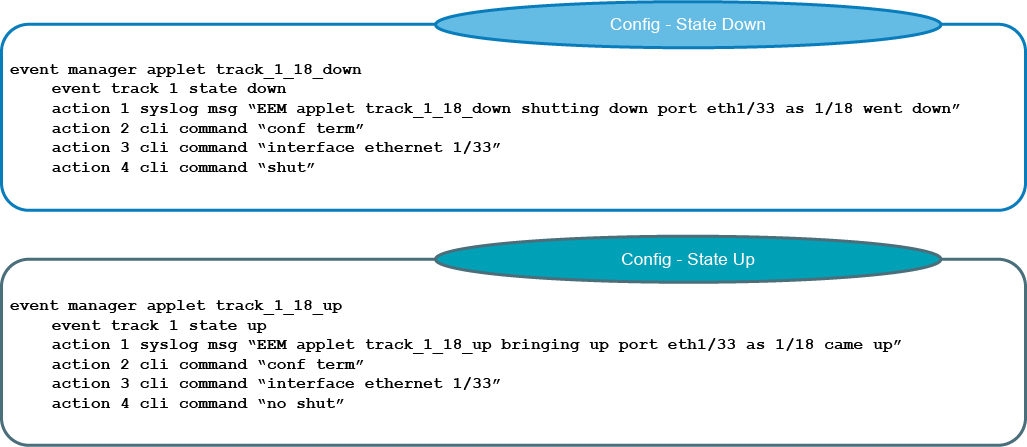 Config - State Down
event manager applet track_1_18_down
event track 1 state down
action 1 syslog msg “EEM applet track_1_18_down shutting down port eth1/33 as 1/18 went down”
action 2 cli command “conf term”
action 3 cli command “interface ethernet 1/33”
action 4 cli command “shut”
Config - State Up
event manager applet track_1_18_up
event track 1 state up
action 1 syslog msg “EEM applet track_1_18_up bringing up port eth1/33 as 1/18 came up”
action 2 cli command “conf term”
action 3 cli command “interface ethernet 1/33”
action 4 cli command “no shut”